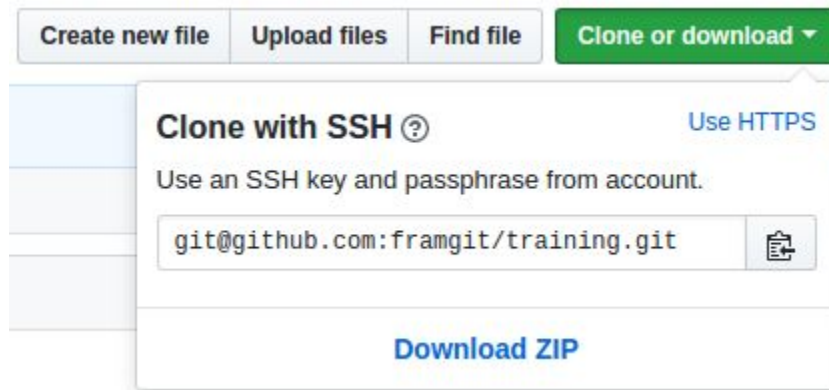 Create new file Upload files Find file Clone or download
Clone with SSH Use HTTPS
Use an SSH key and passphrase from account.
git@github.com:framgit/training.git
Download ZIP